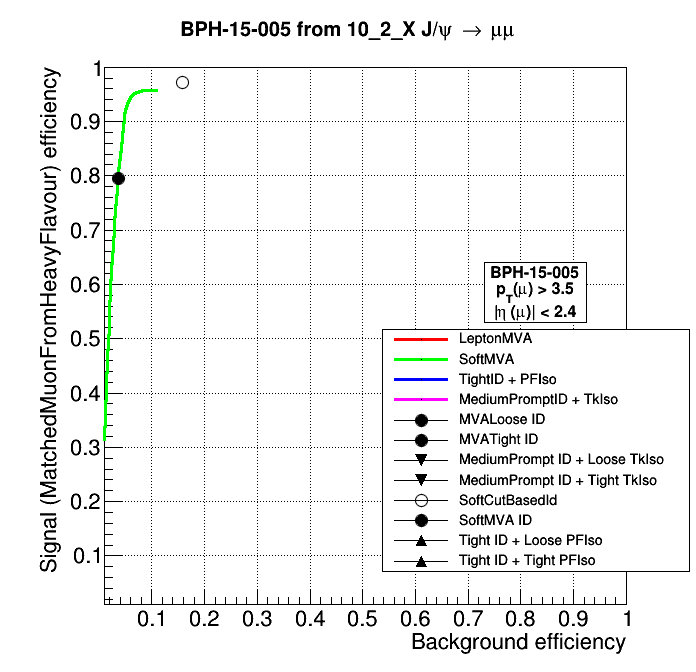 BPH-15-005 from 10_2_X J/ψ → μμ
Signal (MatchedMuonFromHeavyFlavour) efficiency
1
0.9
0.8
0.7
0.6
0.5
0.4
0.3
0.2
0.1
BPH-15-005
pT(μ) > 3.5
|η (μ)| < 2.4
LeptonMVA
SoftMVA
TightID + PFIso
MediumPromptID + TkIso
MVALoose ID
MVATight ID
MediumPrompt ID + Loose TkIso
MediumPrompt ID + Tight TkIso
SoftCutBasedId
SoftMVA ID
Tight ID + Loose PFIso
Tight ID + Tight PFIso
0.1 0.2 0.3 0.4 0.5 0.6 0.7 0.8 0.9 1
Background efficiency